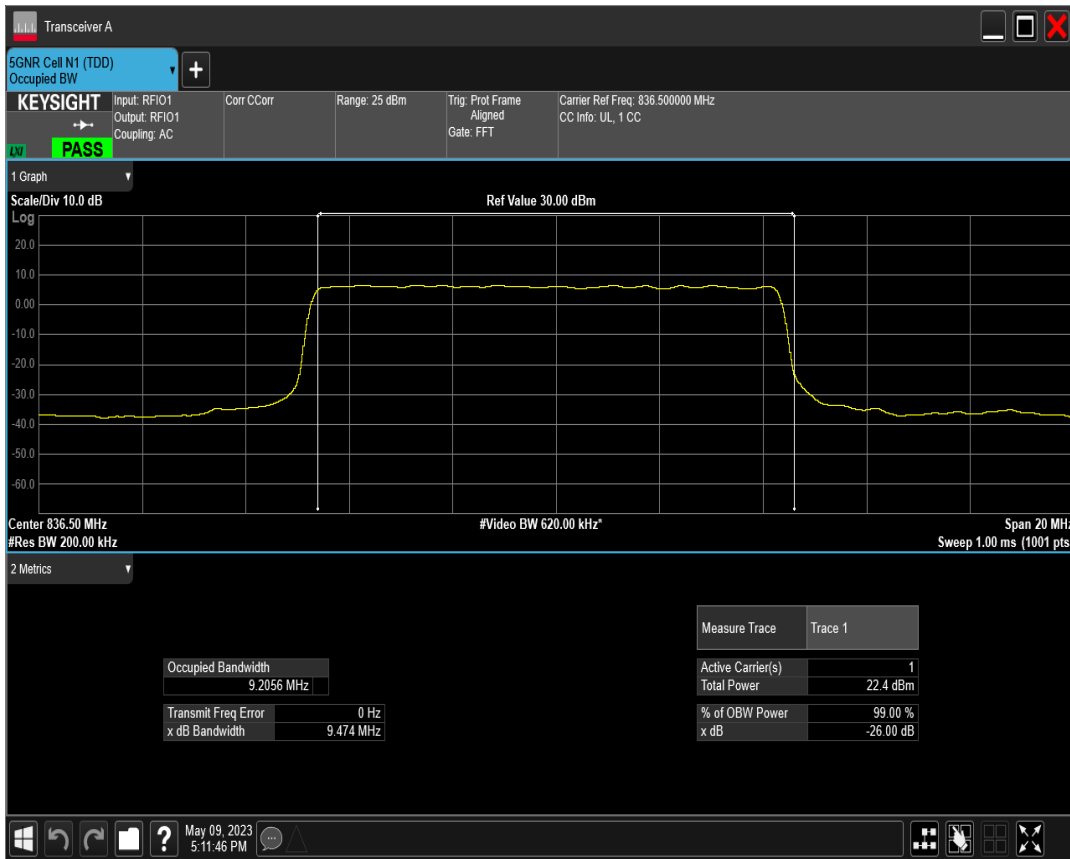 Transceiver A
5GNR Cell N1 (TDD)
Occupied BW
+
KEYSIGHT
LXI
PASS
Input: RFIO1
Output: RFIO1
Coupling: AC
Corr CCorr
Range: 25 dBm
Trig: Prot Frame
Aligned
Gate: FFT
Carrier Ref Freq: 836.500000 MHz
CC Info: UL, 1 CC
1 Graph
Scale/Div 10.0 dB
Ref Value 30.00 dBm
Log
20.0
10.0
0.00
-10.0
-20.0
-30.0
-40.0
-50.0
-60.0
Center 836.50 MHz
#Video BW 620.00 kHz*
Span 20 MHz
#Res BW 200.00 kHz
Sweep 1.00 ms (1001 pts
2 Metrics
Measure Trace Trace 1
Occupied Bandwidth
9.2056 MHz
Active Carrier(s) 1
Total Power 22.4 dBm
Transmit Freq Error 0 Hz
x dB Bandwidth 9.474 MHz
% of OBW Power 99.00 %
x dB -26.00 dB
?
May 09, 2023
5:11:46 PM